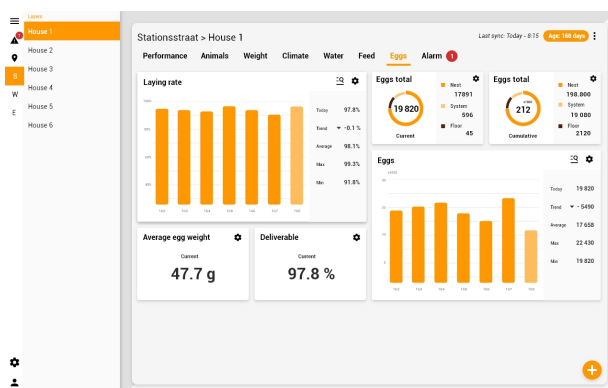 Layers
House 1
House 2
House 3
House 4
House 5
House 6
S
W
E
Stationsstraat > House 1
Last sync: Today - 8:15
Age: 168 days
Performance Animals Weight Climate Water Feed Eggs Alarm 1
Laying rate
Today 97.8%
Trend -0.1 %
Average 98.1%
Max 99.3%
Min 91.8%
Eggs total
19 820
Current
Nest
17891
System
596
Floor
45
Eggs total
212
Cumulative
Nest
198.000
System
19 080
Floor
2120
Eggs
Today 19 820
Trend - 5490
Average 17 658
Max 22 430
Min 19 820
Average egg weight
Current
47.7 g
Deliverable
Current
97.8 %